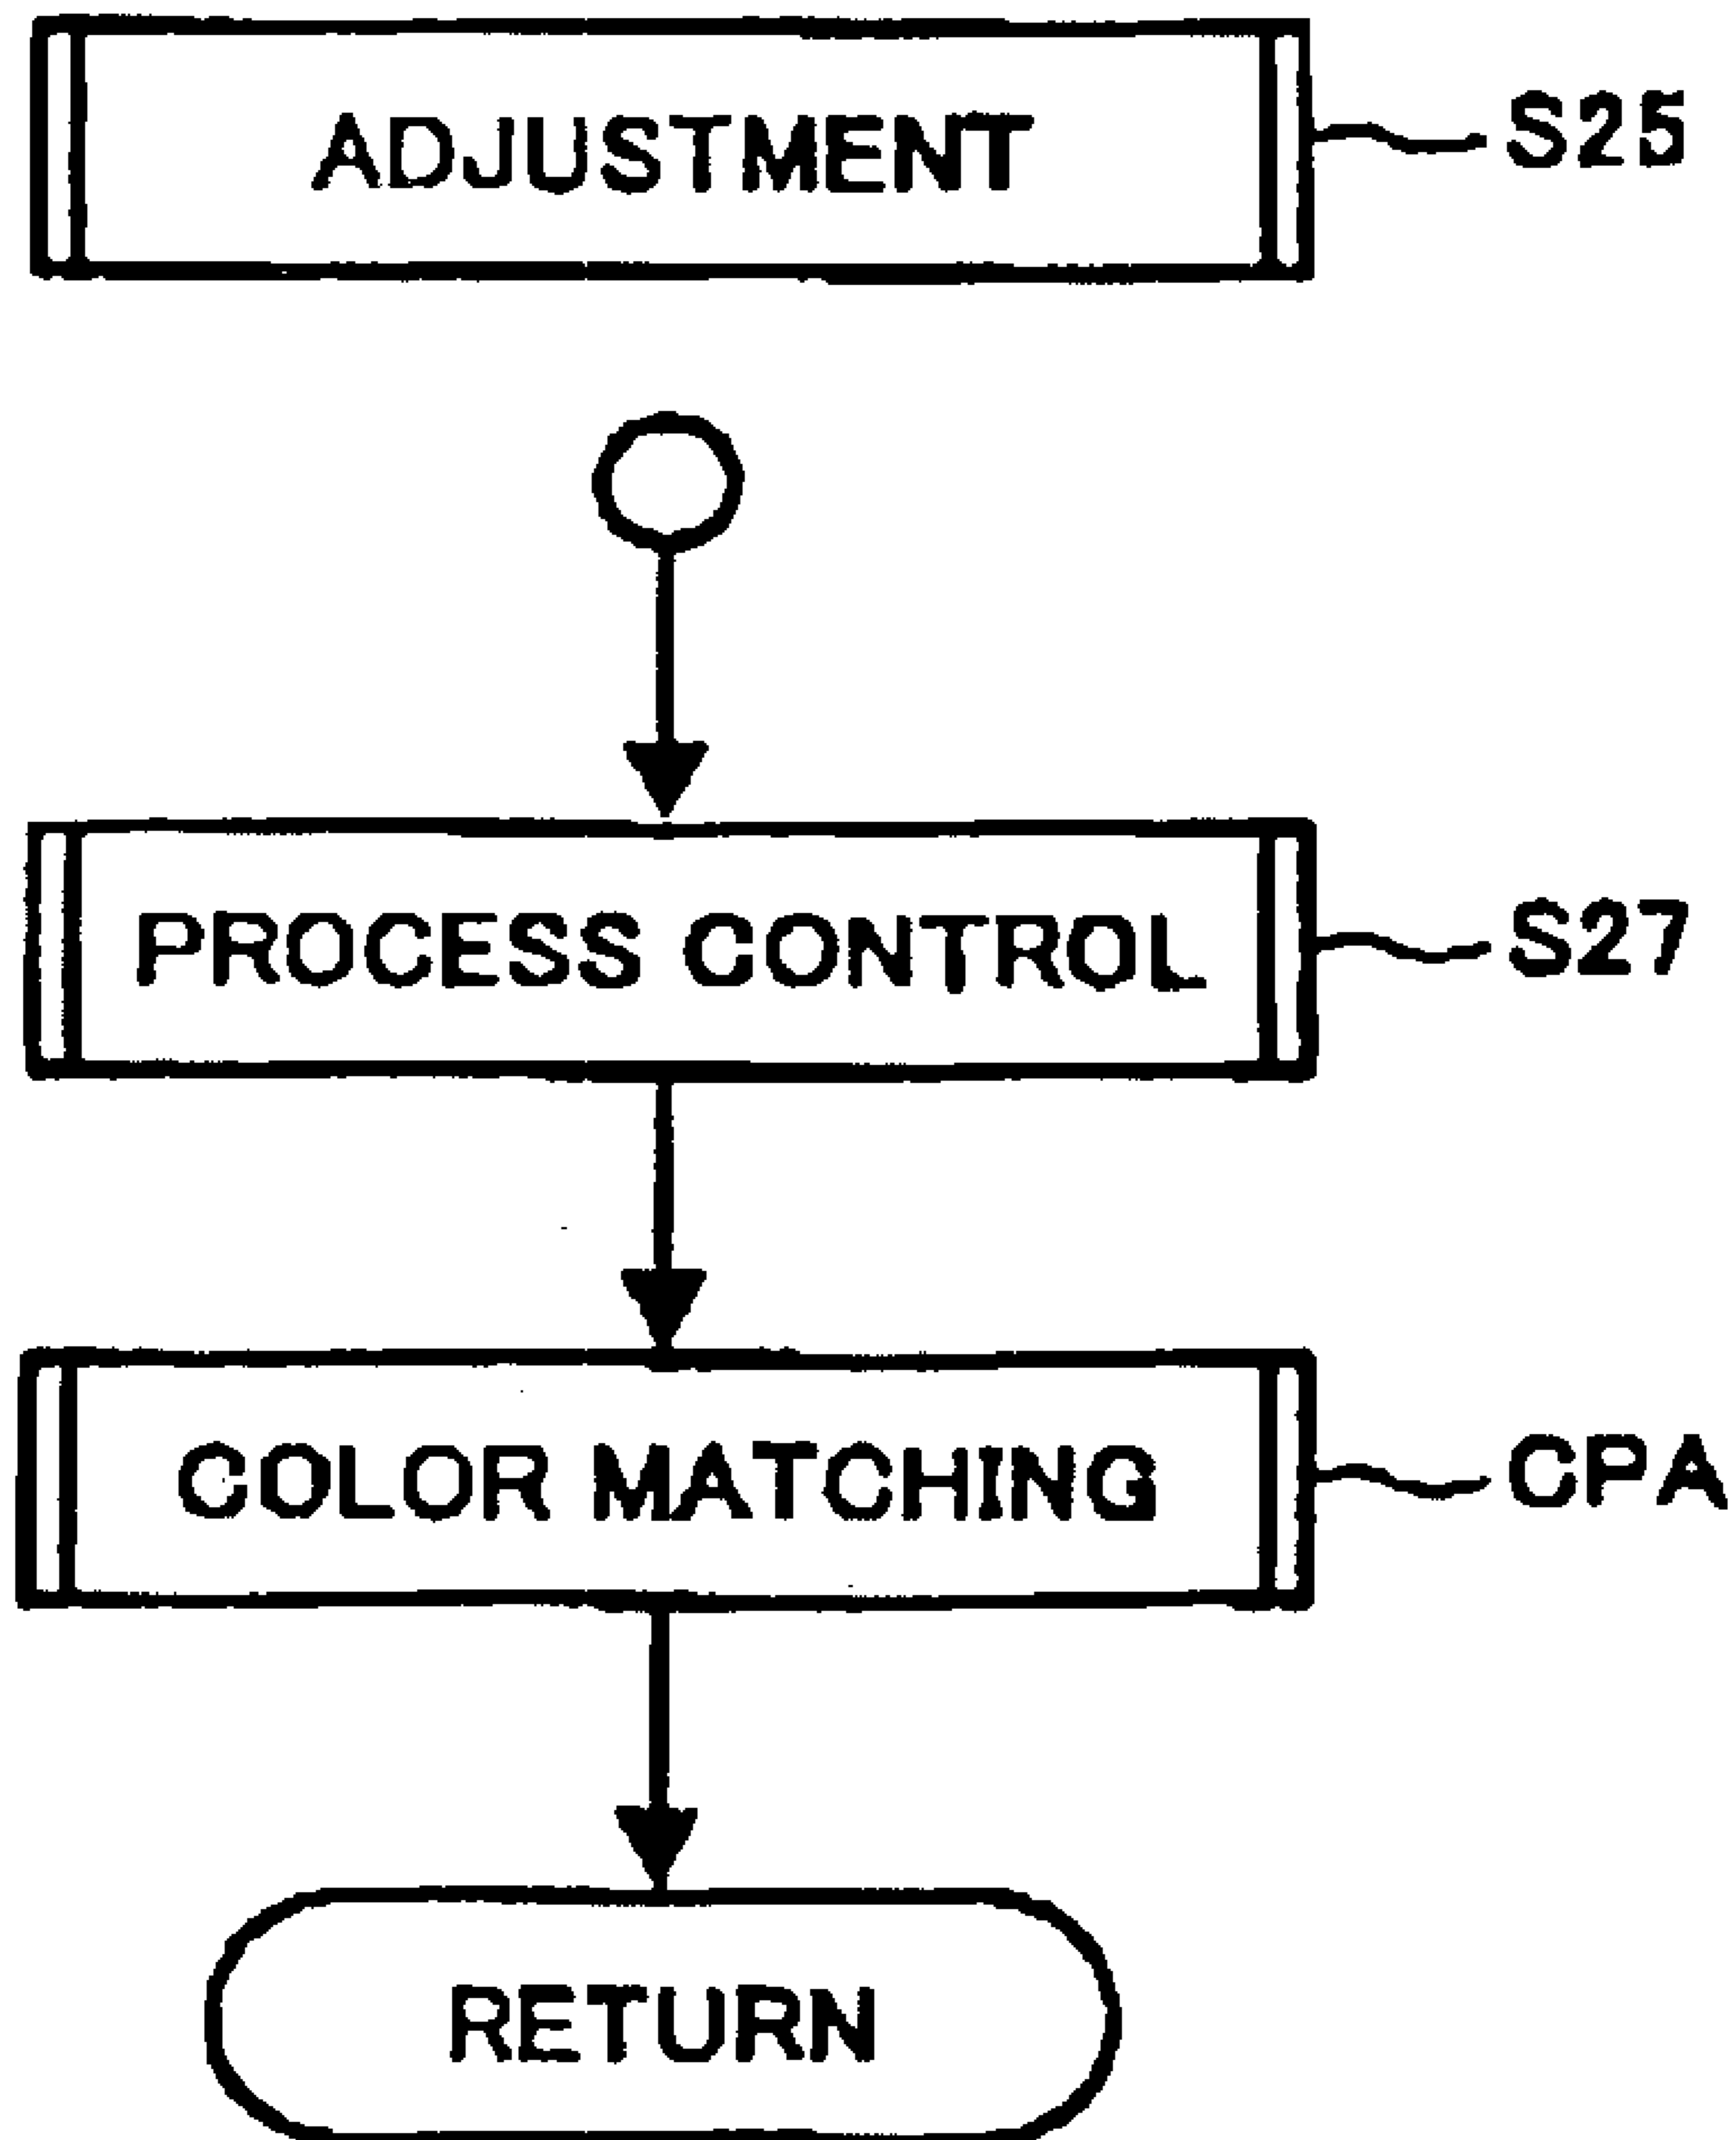 ADJUSTMENT S25
PROCESS CONTROL S27
COLOR MATCHING CPA
RETURN